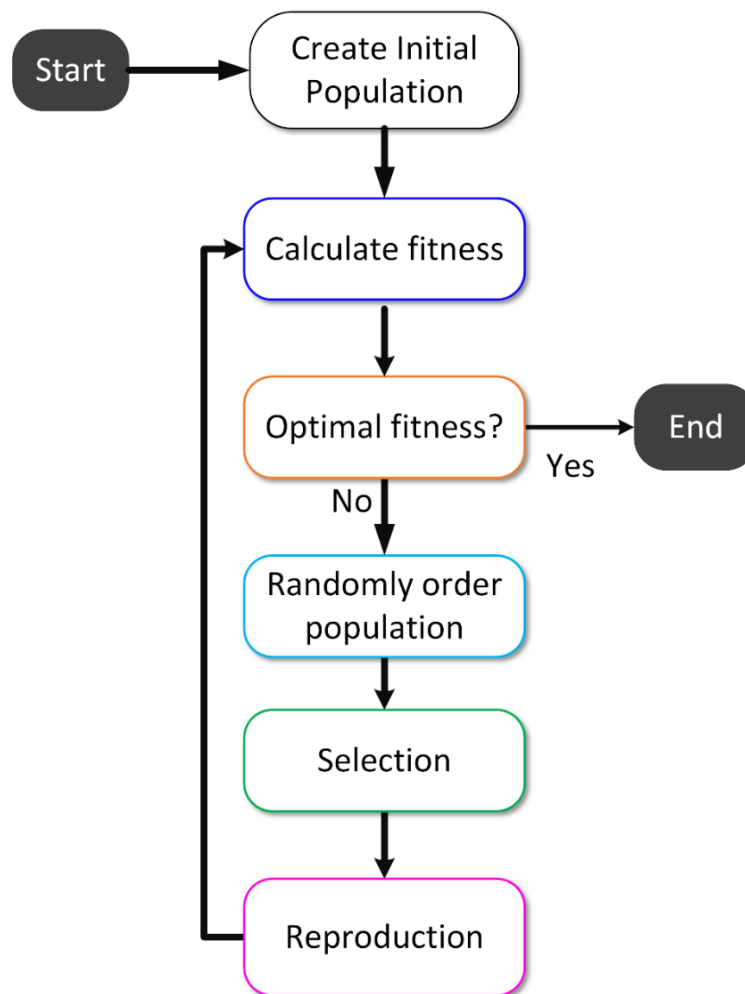 Start
Create Initial
Population
Calculate fitness
Optimal fitness?
Yes
End
No
Randomly order
population
Selection
Reproduction